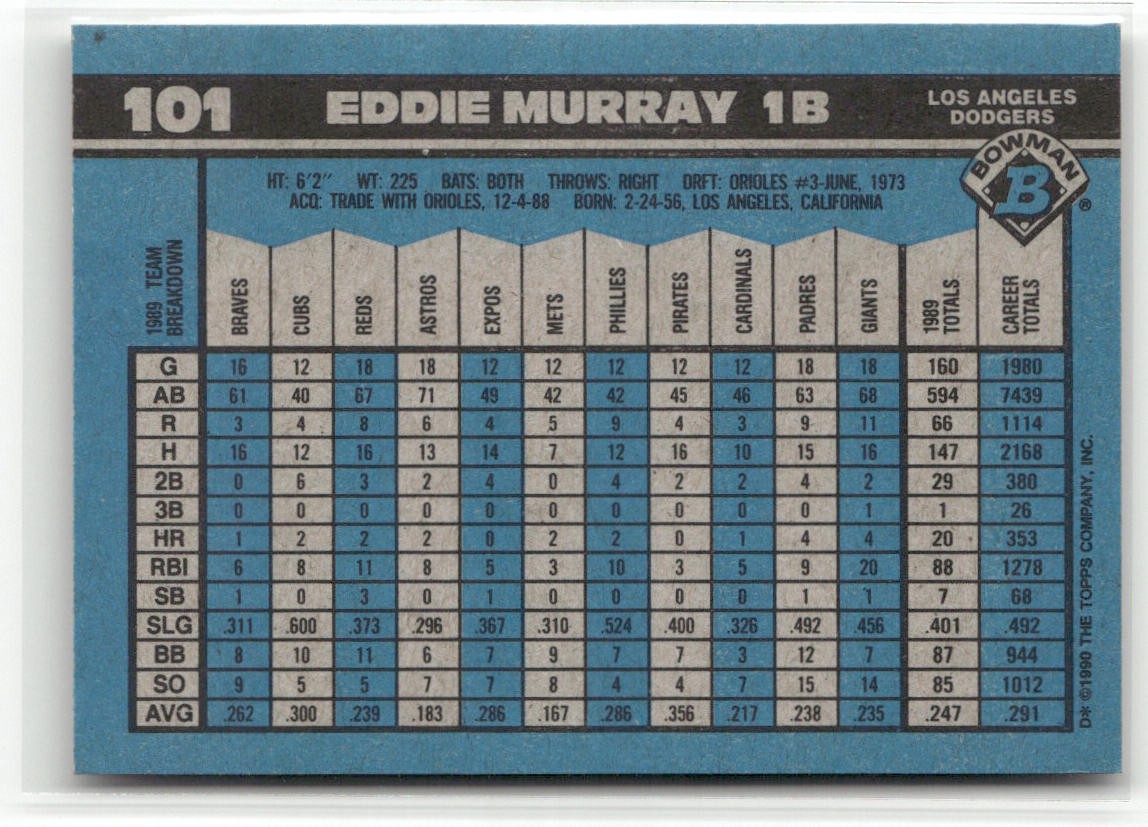 101 EDDIE MURRAY 1B LOS ANGELES
DODGERS
BOWMAN
B
®
HT: 6'2" WT: 225 BATS: BOTH THROWS: RIGHT DRFT: ORIOLES #3-JUNE, 1973
ACQ: TRADE WITH ORIOLES, 12-4-88 BORN: 2-24-56, LOS ANGELES, CALIFORNIA
1989 TEAM BREAKDOWN BRAVES CUBS REDS ASTROS EXPOS METS PHILLIES PIRATES CARDINALS PADRES GIANTS 1989 TOTALS CAREER TOTALS
G 16 12 18 18 12 12 12 12 12 18 18 160 1980
AB 61 40 67 71 49 42 42 45 46 63 68 594 7439
R 3 4 8 6 4 5 9 4 3 9 11 66 1114
H 16 12 16 13 14 7 12 16 10 15 16 147 2168
2B 0 6 3 2 4 0 4 2 2 4 2 29 380
3B 0 0 0 0 0 0 0 0 0 0 1 1 26
HR 1 2 2 2 0 2 2 0 1 4 4 20 353
RBI 6 8 11 8 5 3 10 3 5 9 20 88 1278
SB 1 0 3 0 1 0 0 0 0 1 1 7 68
SLG .311 .600 .373 .296 .367 .310 .524 .400 .326 .492 .456 .401 .492
BB 8 10 11 6 7 9 7 7 3 12 7 87 944
SO 9 5 5 7 7 8 4 4 7 15 14 85 1012
AVG .262 .300 .239 .183 .286 .167 .286 .356 .217 .238 .235 .247 .291
D* ©1990 THE TOPPS COMPANY, INC.